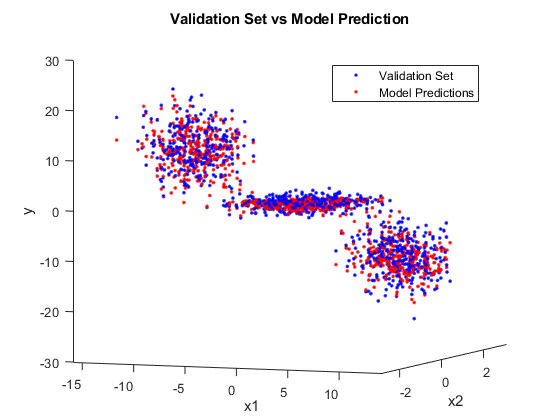 Validation Set vs Model Prediction
Validation Set
Model Predictions
30
20
10
0
-10
-20
-30
y
-15
-10
-5
0
5
10
x1
-2
0
2
x2